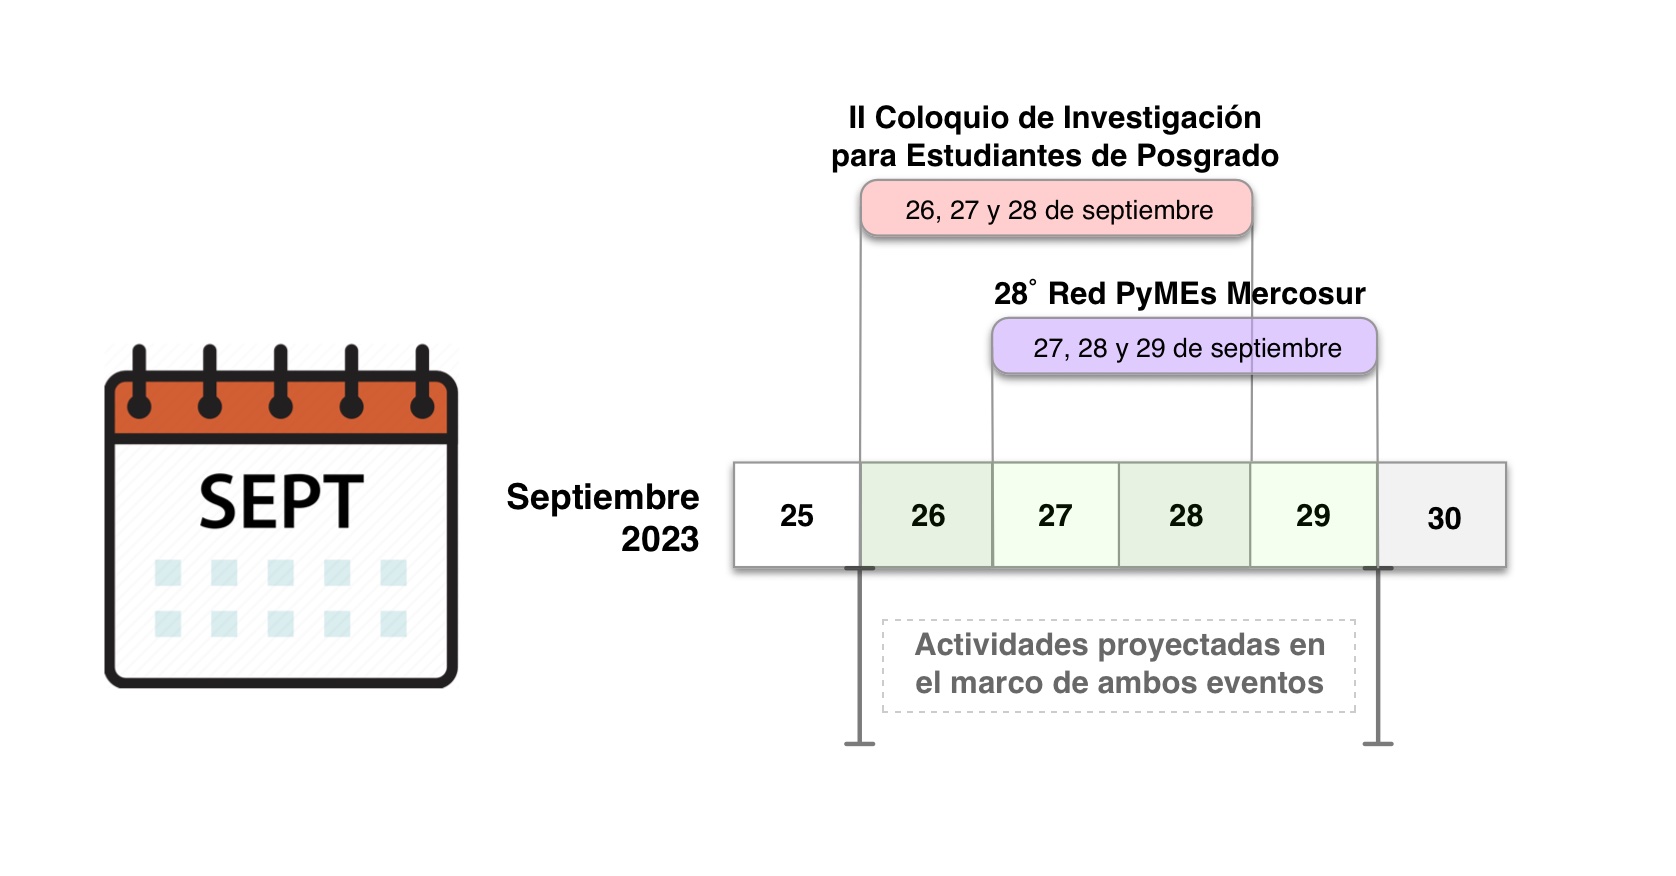 II Coloquio de Investigación
para Estudiantes de Posgrado
26, 27 y 28 de septiembre
28° Red PyMEs Mercosur
27, 28 y 29 de septiembre
SEPT
Septiembre
2023
25 26 27 28 29 30
Actividades proyectadas en
el marco de ambos eventos